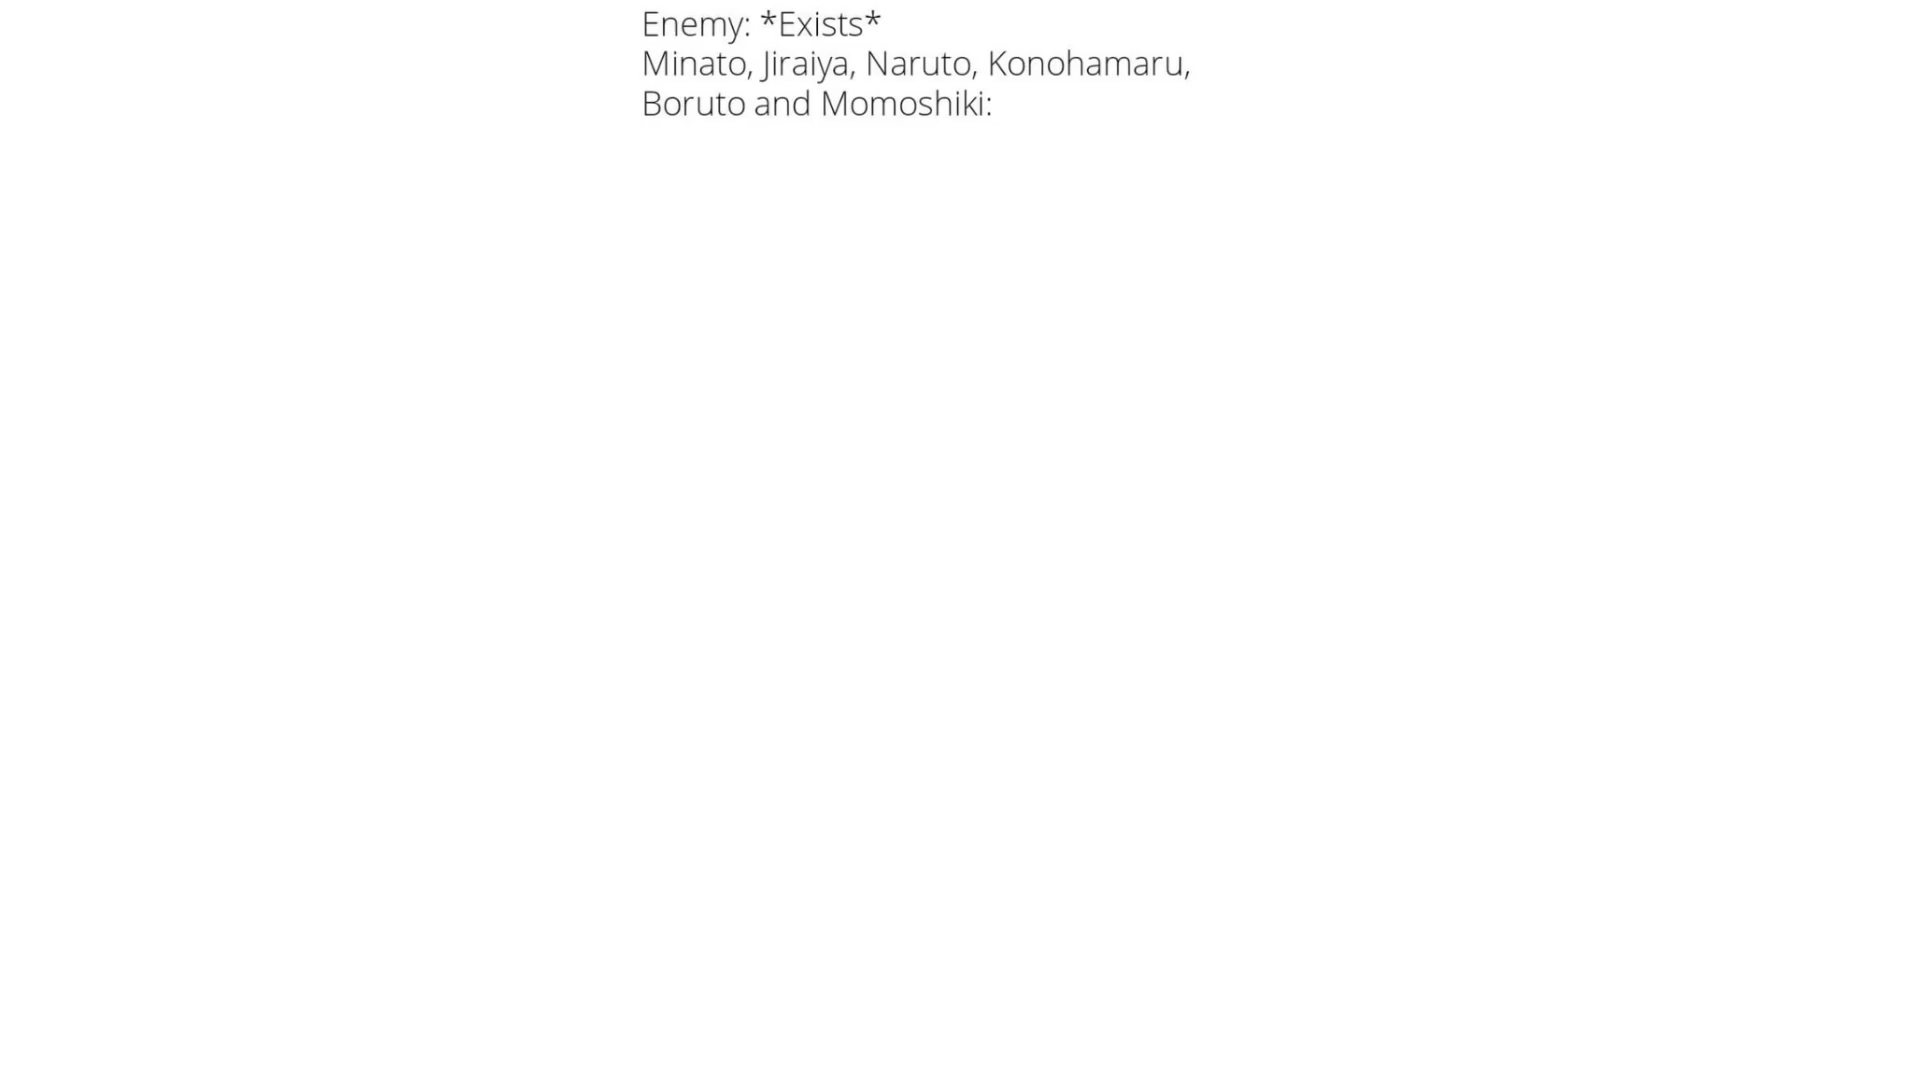 Enemy: *Exists*
Minato, Jiraiya, Naruto, Konohamaru,
Boruto and Momoshiki: